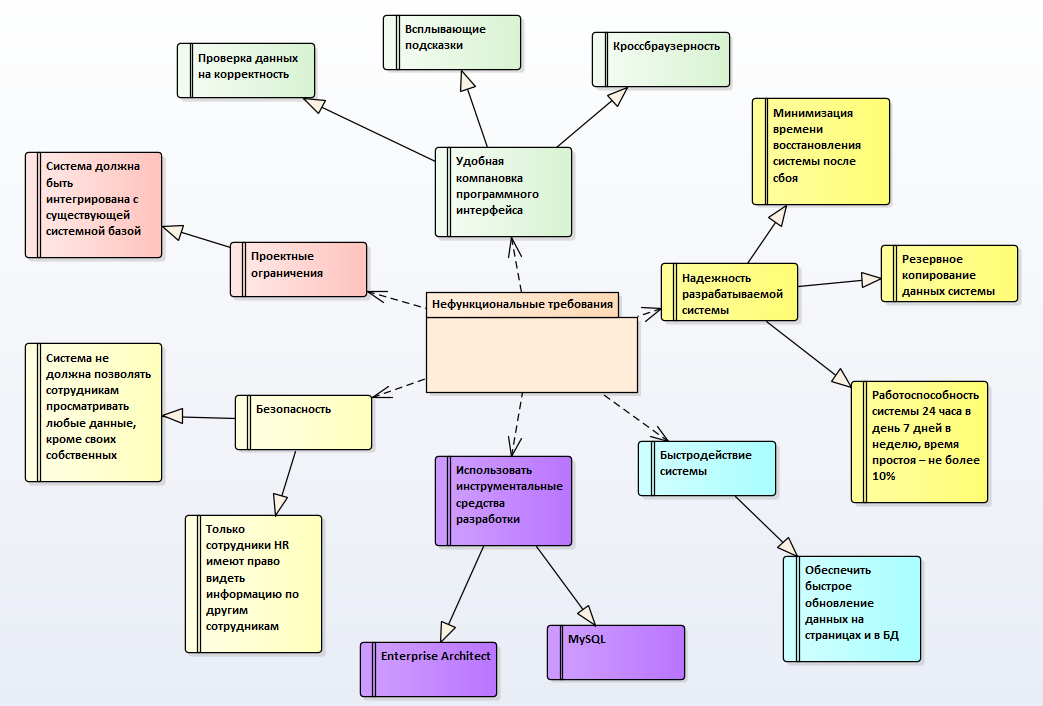 Всплывающие
подсказки
Кроссбраузерность
Проверка данных
на корректность
Минимизация
времени
восстановления
системы после
сбоя
Система должна
быть
интегрирована с
существующей
системной базой
Удобная
компановка
программного
интерфейса
Проектные
ограничения
Надежность
разрабатываемой
системы
Резервное
копирование
данных системы
Нефункциональные требования
Система не
должна позволять
сотрудникам
просматривать
любые данные,
кроме своих
собственных
Безопасность
Работоспособность
системы 24 часа в
день 7 дней в
неделю, время
простоя – не более
10%
Использовать
инструментальные
средства
разработки
Быстродействие
системы
Только
сотрудники HR
имеют право
видеть
информацию по
другим
сотрудникам
Обеспечить
быстрое
обновление
данных на
страницах и в БД
Enterprise Architect
MySQL